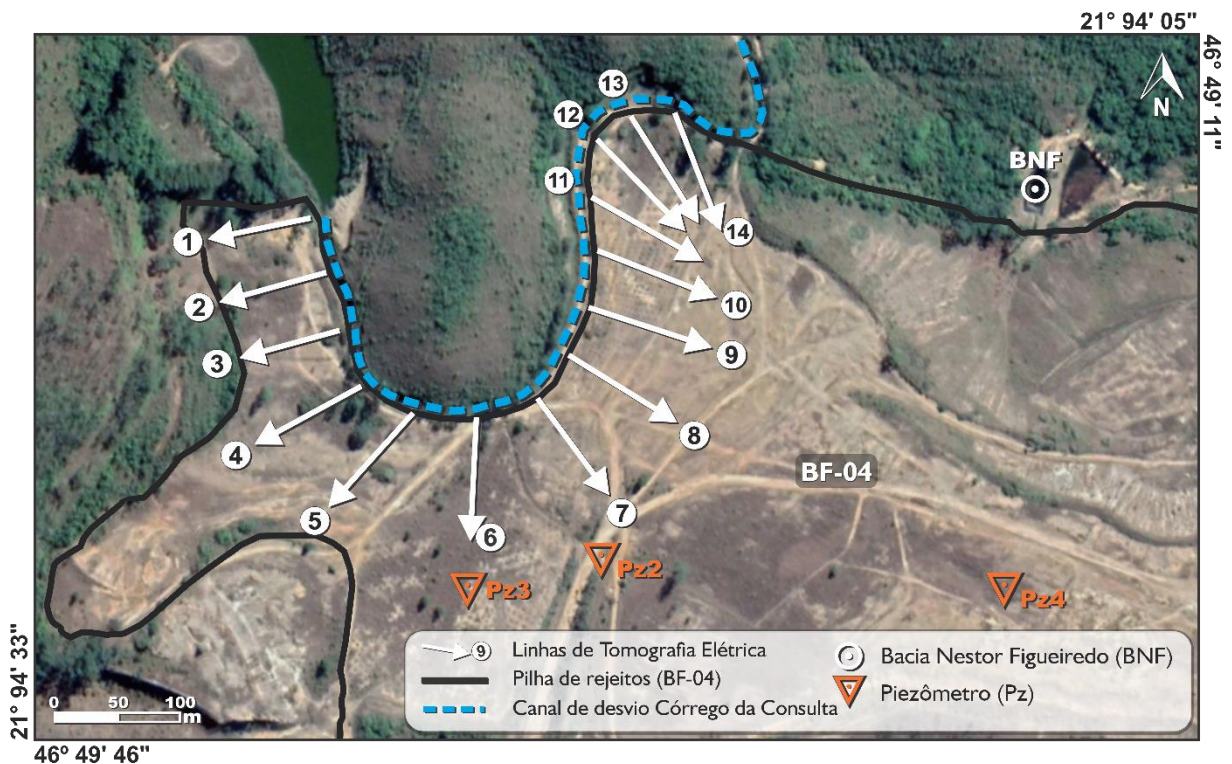 21° 94' 05"
46° 49' 11"
N
13
12
BNF
11
1
14
2
10
3
9
8
4
BF-04
7
5
6
Pz2
Pz3
Pz4
9 Linhas de Tomografia Elétrica
Pilha de rejeitos (BF-04)
Canal de desvio Córrego da Consulta
Bacia Nestor Figueiredo (BNF)
Piezômetro (Pz)
0 50 100
m
21° 94' 33"
46° 49' 46"